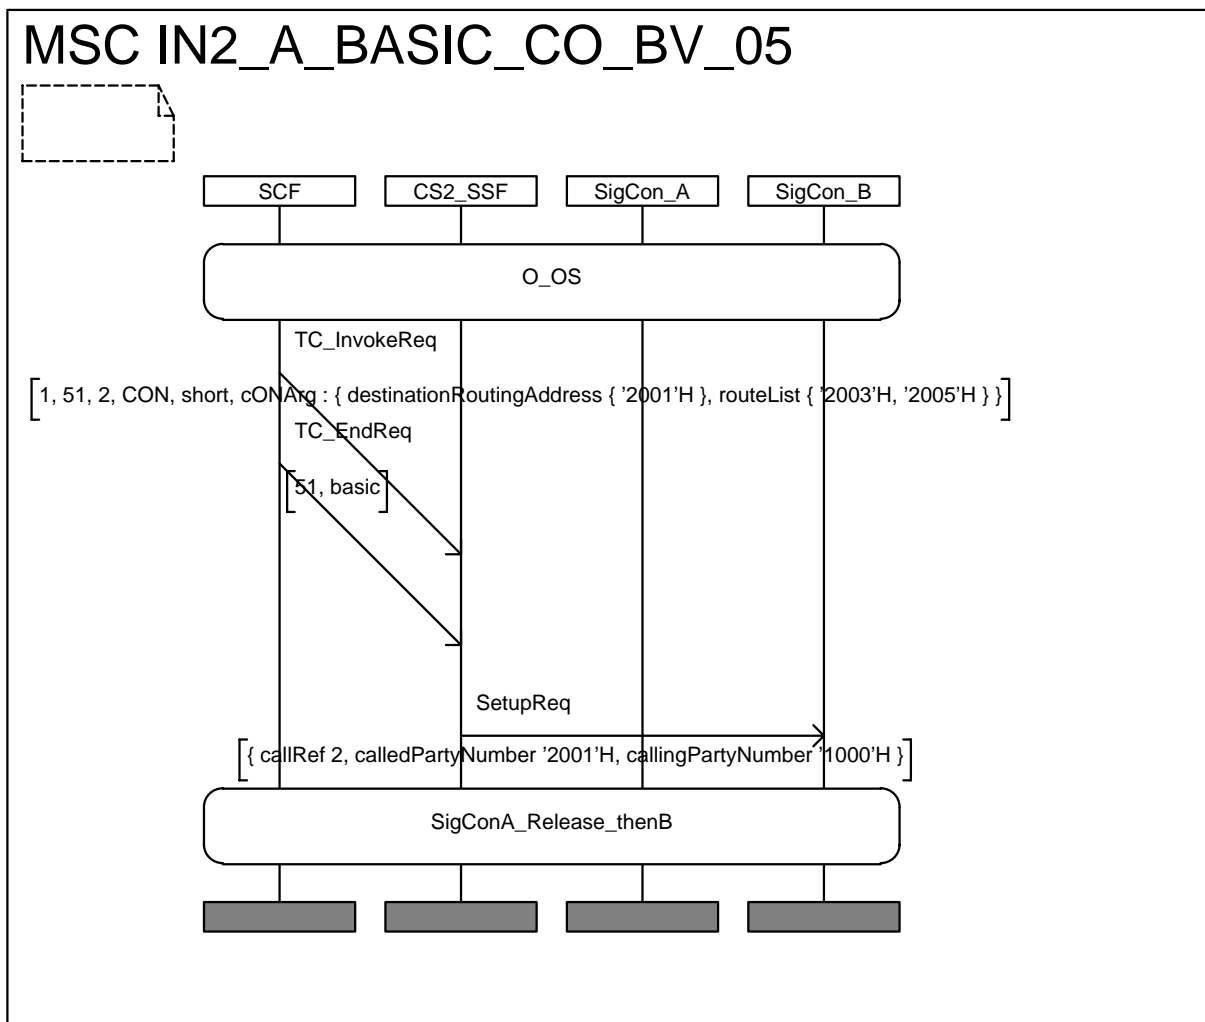 MSC IN2_A_BASIC_CO_BV_05
SCF
CS2_SSF
SigCon_A
SigCon_B
O_OS
TC_InvokeReq
[1, 51, 2, CON, short, cONArg : { destinationRoutingAddress { ’2001’H }, routeList { ’2003’H, ’2005’H } }]
TC_EndReq
[51, basic]
SetupReq
[{ callRef 2, calledPartyNumber ’2001’H, callingPartyNumber ’1000’H }]
SigConA_Release_thenB